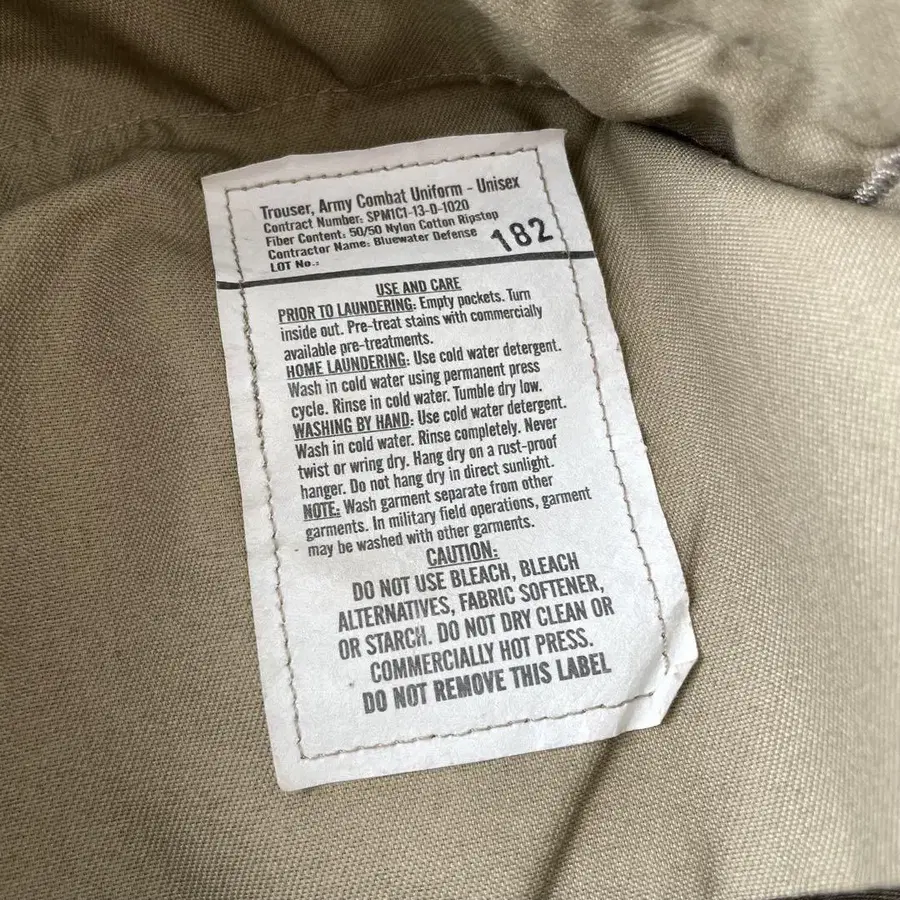 Trouser, Army Combat Uniform - Unisex
Contract Number: SPM1C1-13-D-1020
Fiber Content: 50/50 Nylon Cotton Ripstop
Contractor Name: Bluewater Defense
LOT No.:
182
USE AND CARE
PRIOR TO LAUNDERING: Empty pockets. Turn
inside out. Pre-treat stains with commercially
available pre-treatments.
HOME LAUNDERING: Use cold water detergent.
Wash in cold water using permanent press
cycle. Rinse in cold water. Tumble dry low.
WASHING BY HAND: Use cold water detergent.
Wash in cold water. Rinse completely. Never
twist or wring dry. Hang dry on a rust-proof
hanger. Do not hang dry in direct sunlight.
NOTE: Wash garment separate from other
garments. In military field operations, garment
may be washed with other garments.
CAUTION:
DO NOT USE BLEACH, BLEACH
ALTERNATIVES, FABRIC SOFTENER,
OR STARCH. DO NOT DRY CLEAN OR
COMMERCIALLY HOT PRESS.
DO NOT REMOVE THIS LABEL